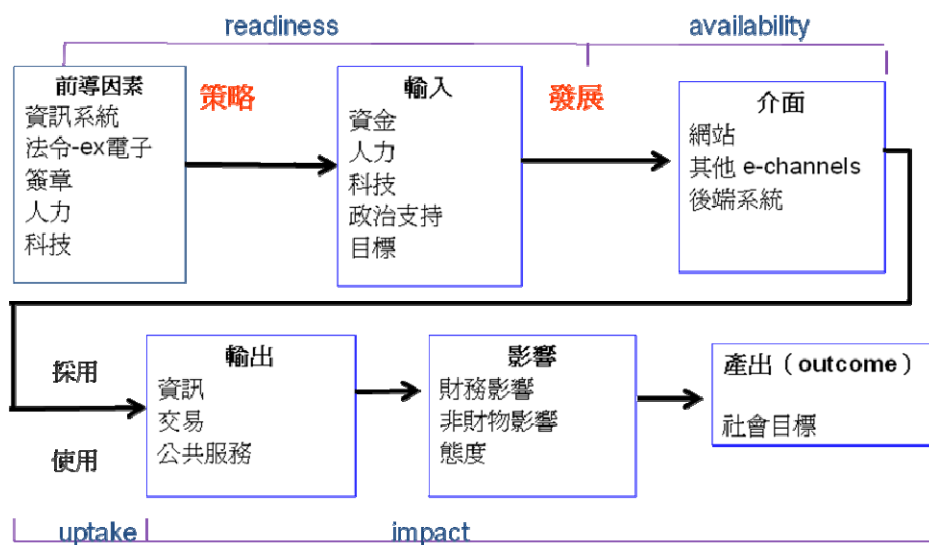 readiness
availability
前導因素
資訊系統
法令-ex電子
簽章
人力
科技
策略
輸入
資金
人力
科技
政治支持
目標
發展
介面
網站
其他 e-channels
後端系統
採用
使用
輸出
資訊
交易
公共服務
影響
財務影響
非財物影響
態度
產出（outcome）
社會目標
uptake
impact